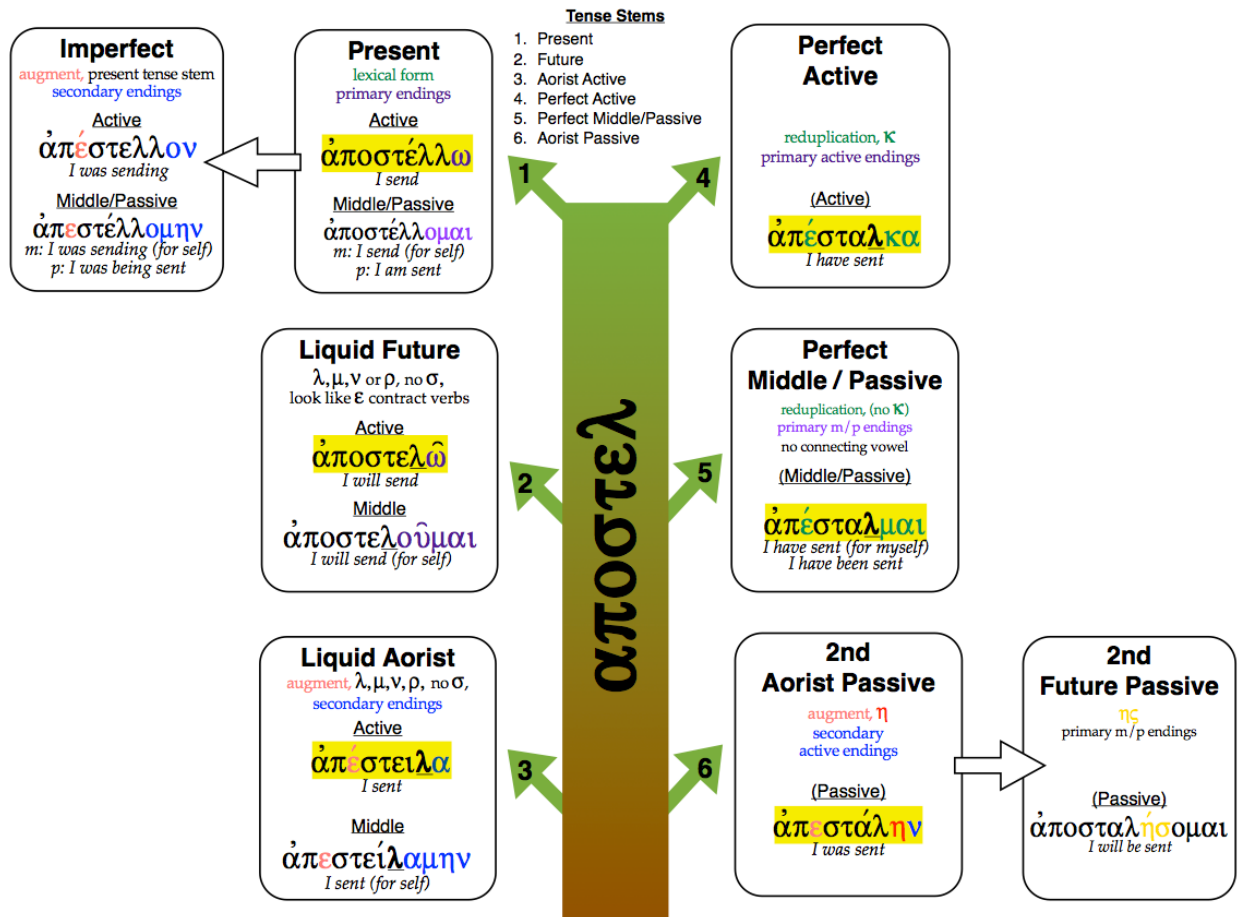 Tense Stems
1. Present
2. Future
3. Aorist Active
4. Perfect Active
5. Perfect Middle/Passive
6. Aorist Passive
Imperfect
augment, present tense stem
secondary endings
Active
ἀπέστελλον
I was sending
Middle/Passive
ἀπεστέλλομην
m: I was sending (for self)
p: I was being sent
Present
lexical form
primary endings
Active
ἀποστέλλω
I send
Middle/Passive
ἀποστέλλομαι
m: I send (for self)
p: I am sent
1
4
Perfect
Active
reduplication, κ
primary active endings
(Active)
ἀπέσταλκα
I have sent
Liquid Future
λ,μ,ν or ρ, no σ,
look like ε contract verbs
Active
ἀποστελῶ
I will send
Middle
ἀποστελοῦμαι
I will send (for self)
2
αποστελ
5
Perfect
Middle / Passive
reduplication, (no κ)
primary m/p endings
no connecting vowel
(Middle/Passive)
ἀπέσταλμαι
I have sent (for myself)
I have been sent
Liquid Aorist
augment, λ,μ,ν,ρ, no σ,
secondary endings
Active
ἀπέστειλα
I sent
Middle
ἀπεστείλαμην
I sent (for self)
3
6
2nd
Aorist Passive
augment, η
secondary
active endings
(Passive)
ἀπεστάλην
I was sent
2nd
Future Passive
ης
primary m/p endings
(Passive)
ἀποσταλήσομαι
I will be sent